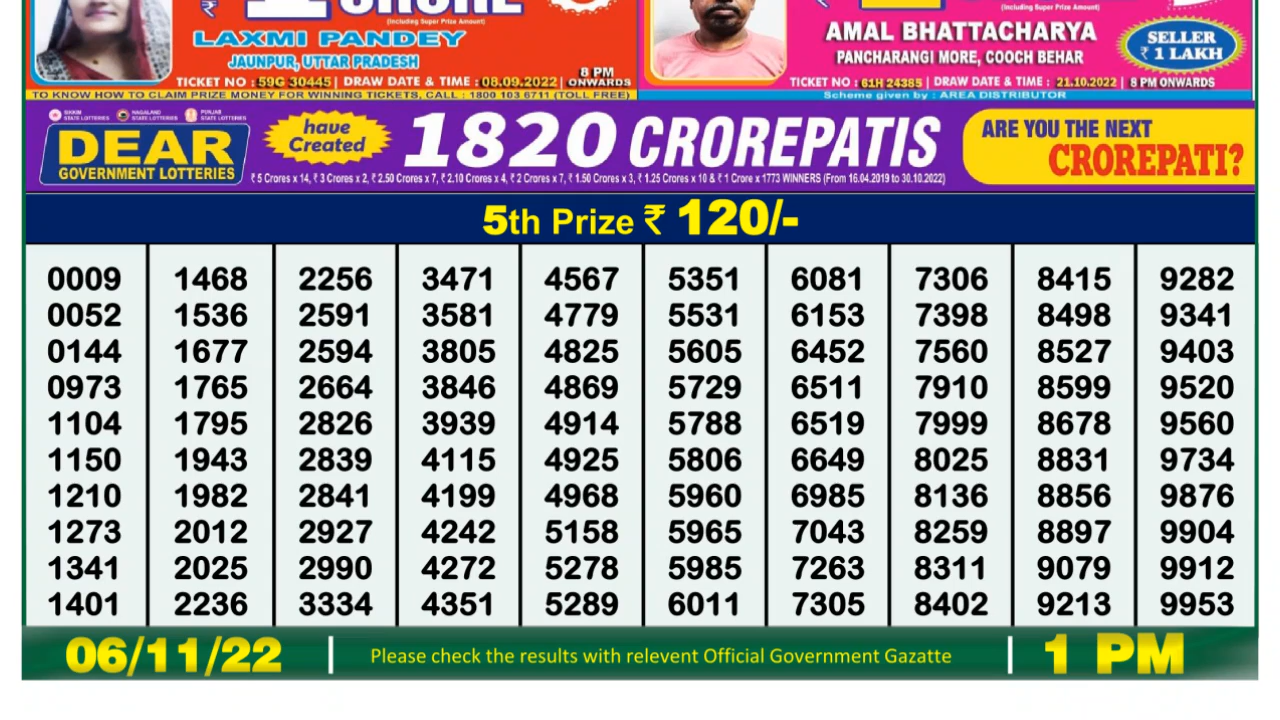 ₹ 1 CRORE
(Including Super Prize Amount)
LAXMI PANDEY
JAUNPUR, UTTAR PRADESH
TICKET NO : 59G 30445 | DRAW DATE & TIME : 08.09.2022 | 8 PM ONWARDS
TO KNOW HOW TO CLAIM PRIZE MONEY FOR WINNING TICKETS, CALL : 1800 103 6711 (TOLL FREE)
(Including Super Prize Amount)
AMAL BHATTACHARYA
PANCHARANGI MORE, COOCH BEHAR
SELLER
₹ 1 LAKH
TICKET NO : 61H 24385 | DRAW DATE & TIME : 21.10.2022 | 8 PM ONWARDS
Scheme given by : AREA DISTRIBUTOR
SIKKIM STATE LOTTERIES NAGALAND STATE LOTTERIES PUNJAB STATE LOTTERIES
DEAR
GOVERNMENT LOTTERIES
have
Created
1820 CROREPATIS
₹ 5 Crores x 14, ₹ 3 Crores x 2, ₹ 2.50 Crores x 7, ₹ 2.10 Crores x 4, ₹ 2 Crores x 7, ₹ 1.50 Crores x 3, ₹ 1.25 Crores x 10 & ₹ 1 Crore x 1773 WINNERS (From 16.04.2019 to 30.10.2022)
ARE YOU THE NEXT
CROREPATI?
5th Prize ₹ 120/-
0009 1468 2256 3471 4567 5351 6081 7306 8415 9282
0052 1536 2591 3581 4779 5531 6153 7398 8498 9341
0144 1677 2594 3805 4825 5605 6452 7560 8527 9403
0973 1765 2664 3846 4869 5729 6511 7910 8599 9520
1104 1795 2826 3939 4914 5788 6519 7999 8678 9560
1150 1943 2839 4115 4925 5806 6649 8025 8831 9734
1210 1982 2841 4199 4968 5960 6985 8136 8856 9876
1273 2012 2927 4242 5158 5965 7043 8259 8897 9904
1341 2025 2990 4272 5278 5985 7263 8311 9079 9912
1401 2236 3334 4351 5289 6011 7305 8402 9213 9953
06/11/22 | Please check the results with relevent Official Government Gazatte | 1 PM